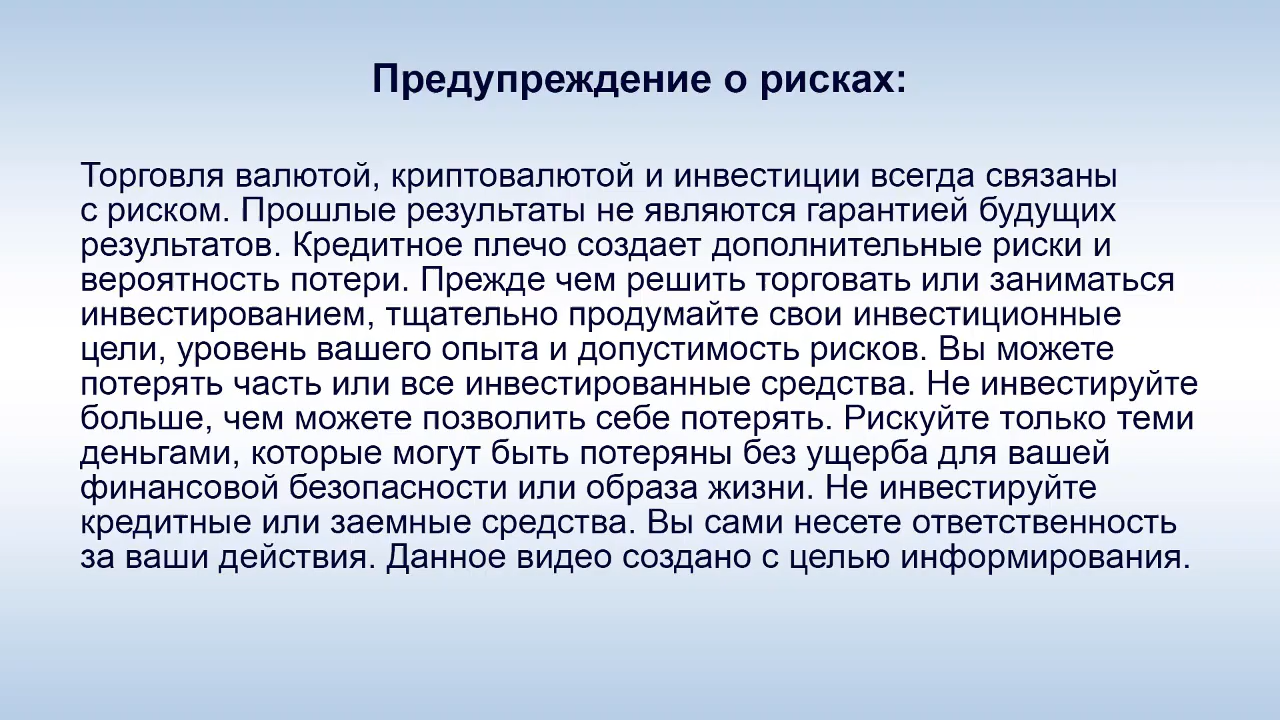 Предупреждение о рисках:
Торговля валютой, криптовалютой и инвестиции всегда связаны
с риском. Прошлые результаты не являются гарантией будущих
результатов. Кредитное плечо создает дополнительные риски и
вероятность потери. Прежде чем решить торговать или заниматься
инвестированием, тщательно продумайте свои инвестиционные
цели, уровень вашего опыта и допустимость рисков. Вы можете
потерять часть или все инвестированные средства. Не инвестируйте
больше, чем можете позволить себе потерять. Рискуйте только теми
деньгами, которые могут быть потеряны без ущерба для вашей
финансовой безопасности или образа жизни. Не инвестируйте
кредитные или заемные средства. Вы сами несете ответственность
за ваши действия. Данное видео создано с целью информирования.